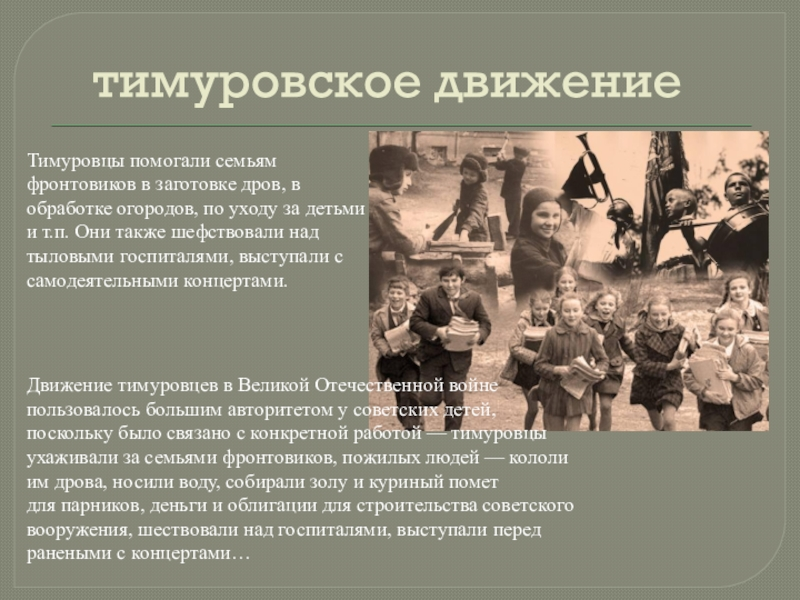 тимуровское движение
Тимуровцы помогали семьям
фронтовиков в заготовке дров, в
обработке огородов, по уходу за детьми
и т.п. Они также шефствовали над
тыловыми госпиталями, выступали с
самодеятельными концертами.
Движение тимуровцев в Великой Отечественной войне
пользовалось большим авторитетом у советских детей,
поскольку было связано с конкретной работой — тимуровцы
ухаживали за семьями фронтовиков, пожилых людей — кололи
им дрова, носили воду, собирали золу и куриный помет
для парников, деньги и облигации для строительства советского
вооружения, шествовали над госпиталями, выступали перед
ранеными с концертами…